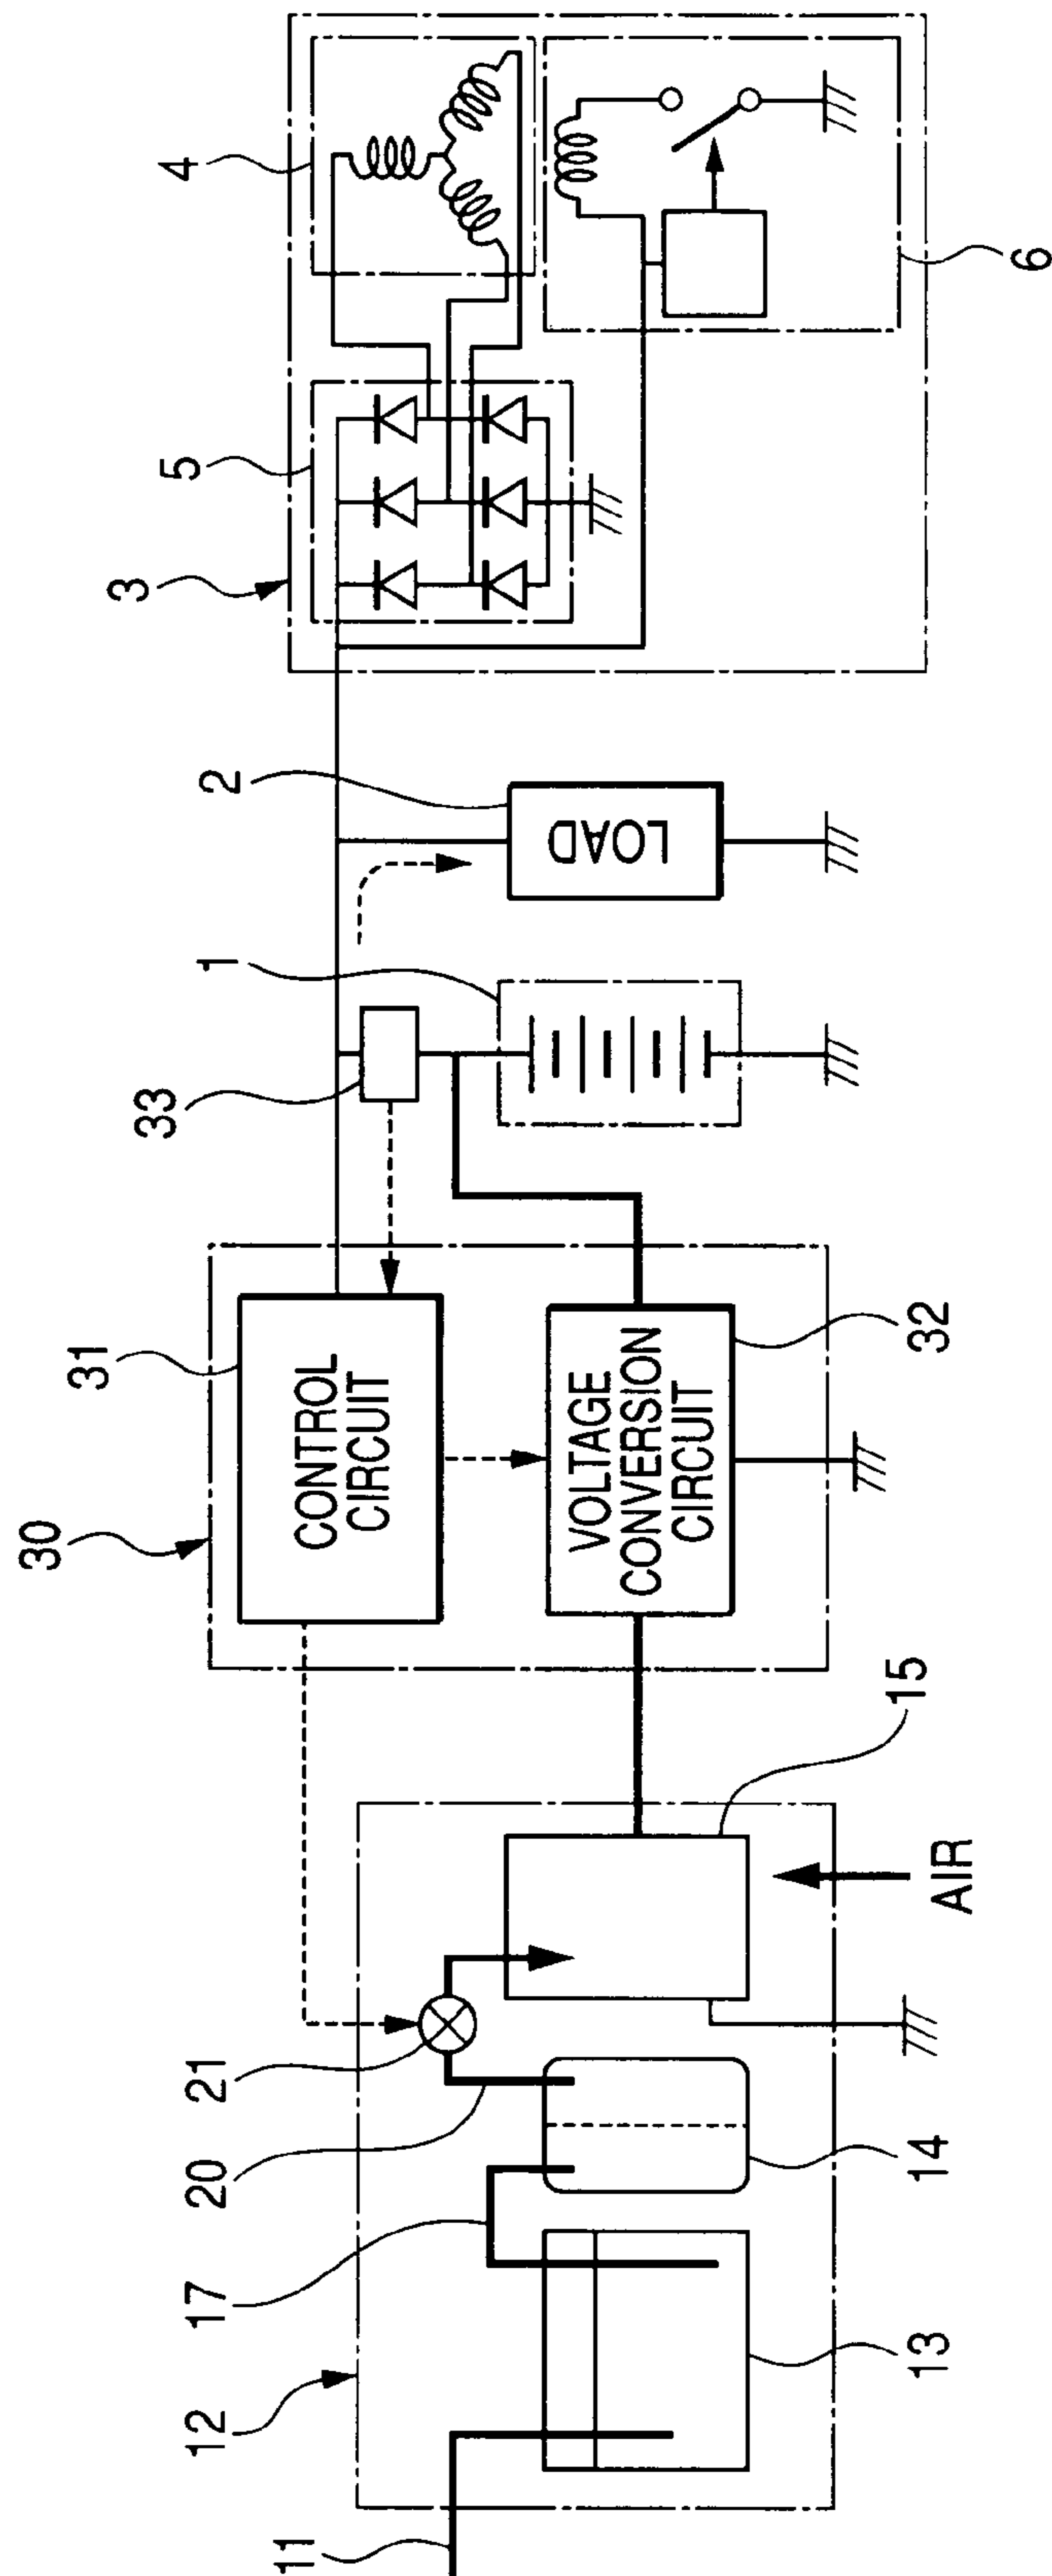 11
12
17
20
21
13
14
15
AIR
30
31
CONTROL
CIRCUIT
VOLTAGE
CONVERSION
CIRCUIT
32
33
1
2
LOAD
3
5
4
6